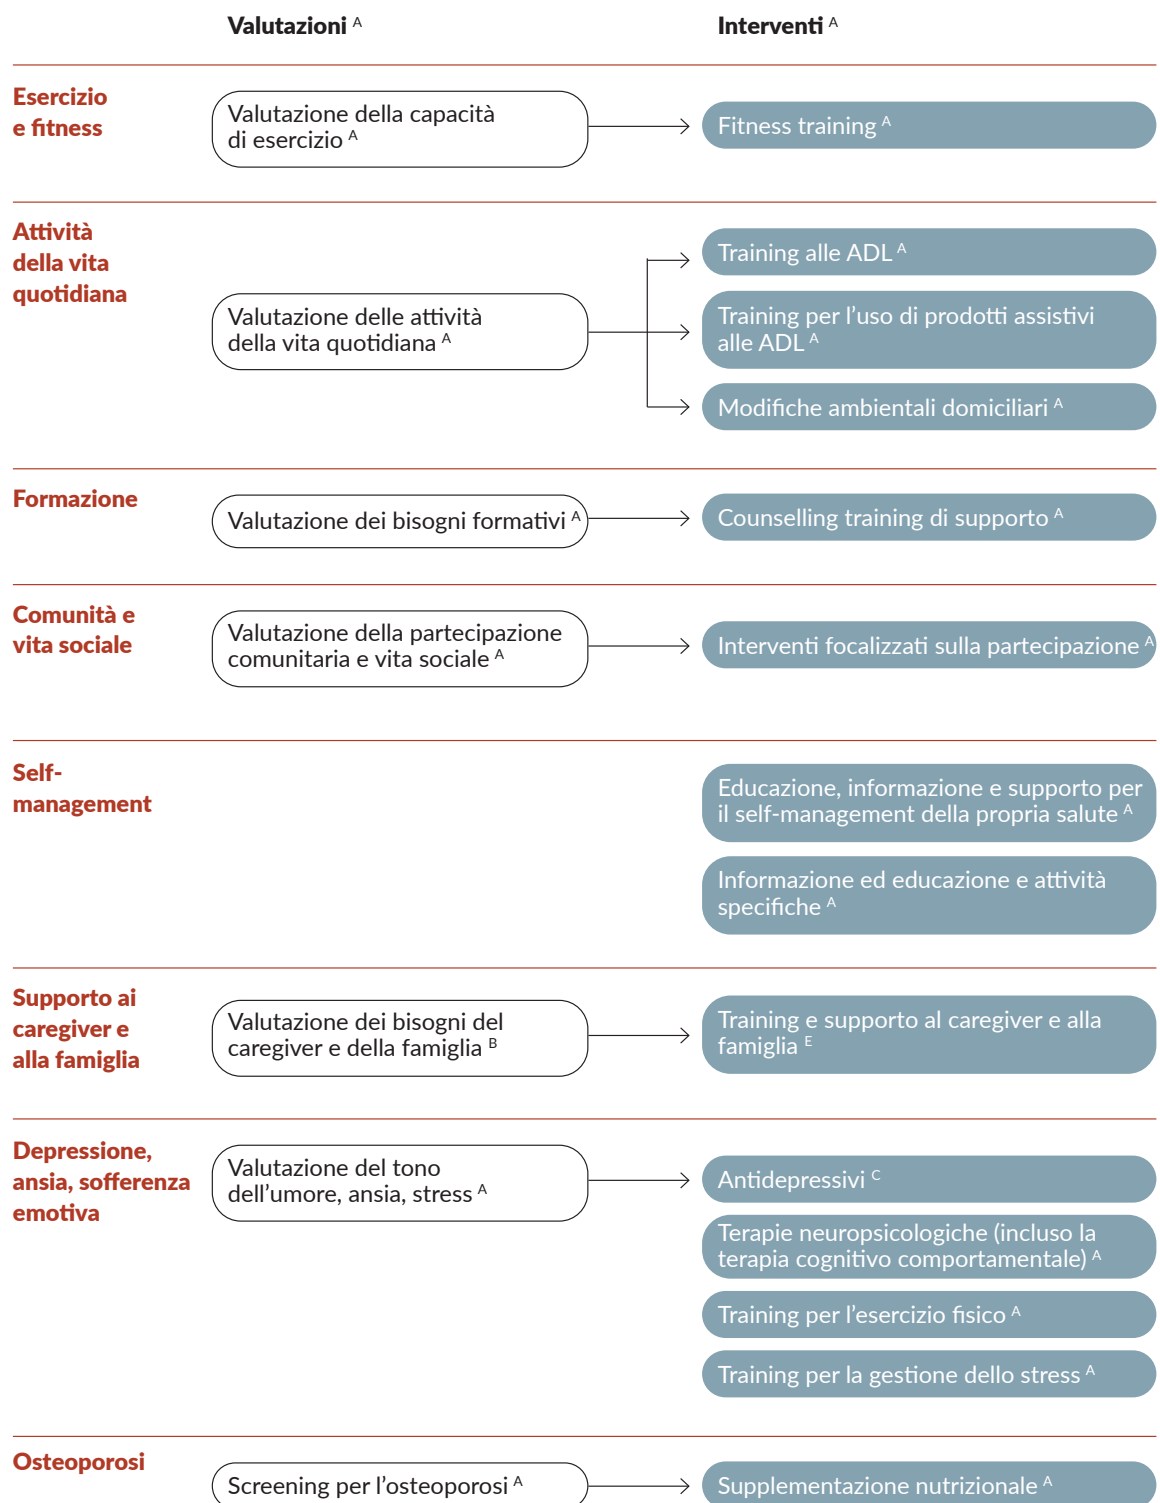 Valutazioni A
Interventi A
Esercizio
e fitness
Valutazione della capacità
di esercizio A
Fitness training A
Attività
della vita
quotidiana
Valutazione delle attività
della vita quotidiana A
Training alle ADL A
Training per l'uso di prodotti assistivi
alle ADL A
Modifiche ambientali domiciliari A
Formazione
Valutazione dei bisogni formativi A
Counselling training di supporto A
Comunità e
vita sociale
Valutazione della partecipazione
comunitaria e vita sociale A
Interventi focalizzati sulla partecipazione A
Self-
management
Educazione, informazione e supporto per
il self-management della propria salute A
Informazione ed educazione e attività
specifiche A
Supporto ai
caregiver e
alla famiglia
Valutazione dei bisogni del
caregiver e della famiglia B
Training e supporto al caregiver e alla
famiglia E
Depressione,
ansia, sofferenza
emotiva
Valutazione del tono
dell'umore, ansia, stress A
Antidepressivi C
Terapie neuropsicologiche (incluso la
terapia cognitivo comportamentale) A
Training per l'esercizio fisico A
Training per la gestione dello stress A
Osteoporosi
Screening per l'osteoporosi A
Supplementazione nutrizionale A